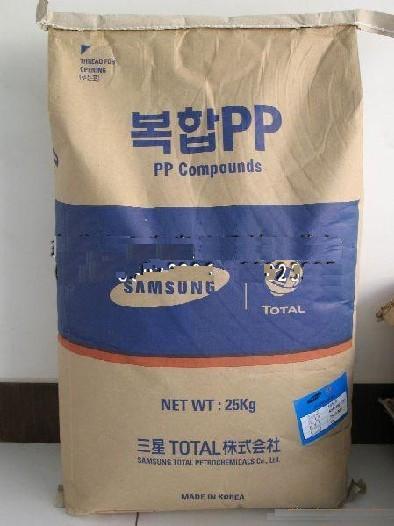 THREAD FOR
OPENING
복합PP
PP Compounds
SAMSUNG
TOTAL
NET WT : 25Kg
三星 TOTAL 株式会社
SAMSUNG TOTAL PETROCHEMICALS Co., Ltd.
MADE IN KOREA